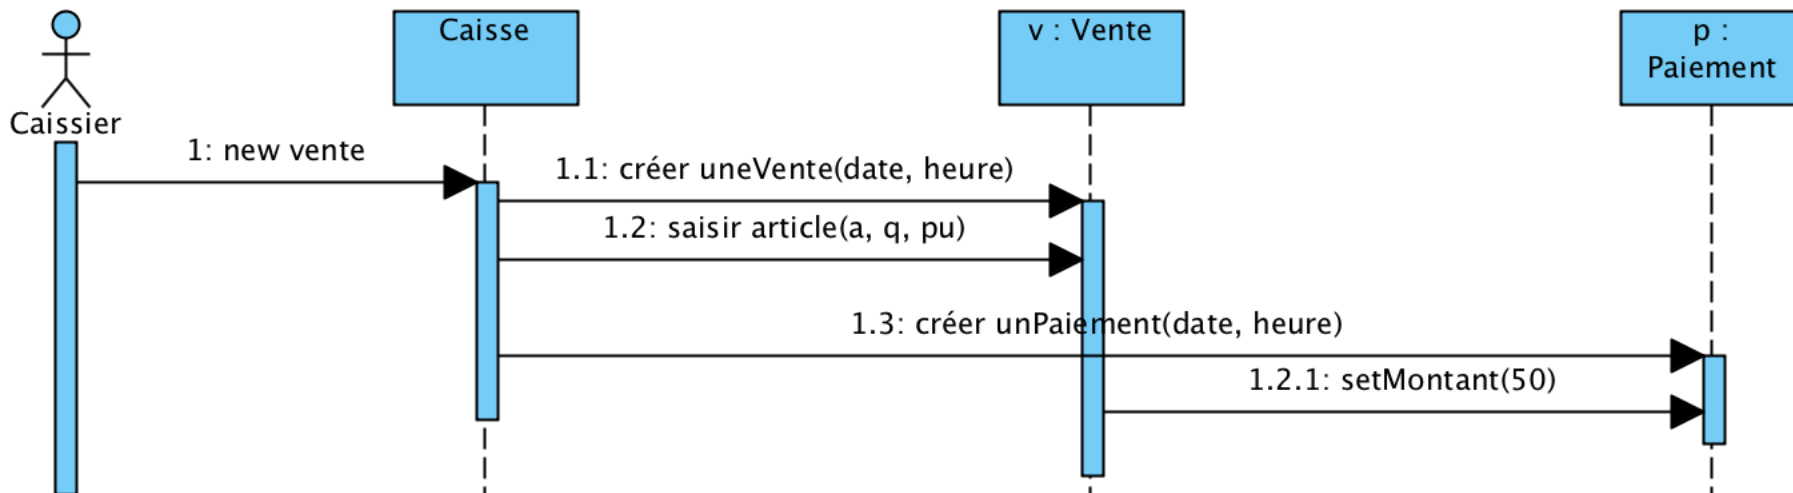 Caisse
v : Vente
p :
Paiement
Caissier
1: new vente
1.1: créer uneVente(date, heure)
1.2: saisir article(a, q, pu)
1.3: créer unPaiement(date, heure)
1.2.1: setMontant(50)